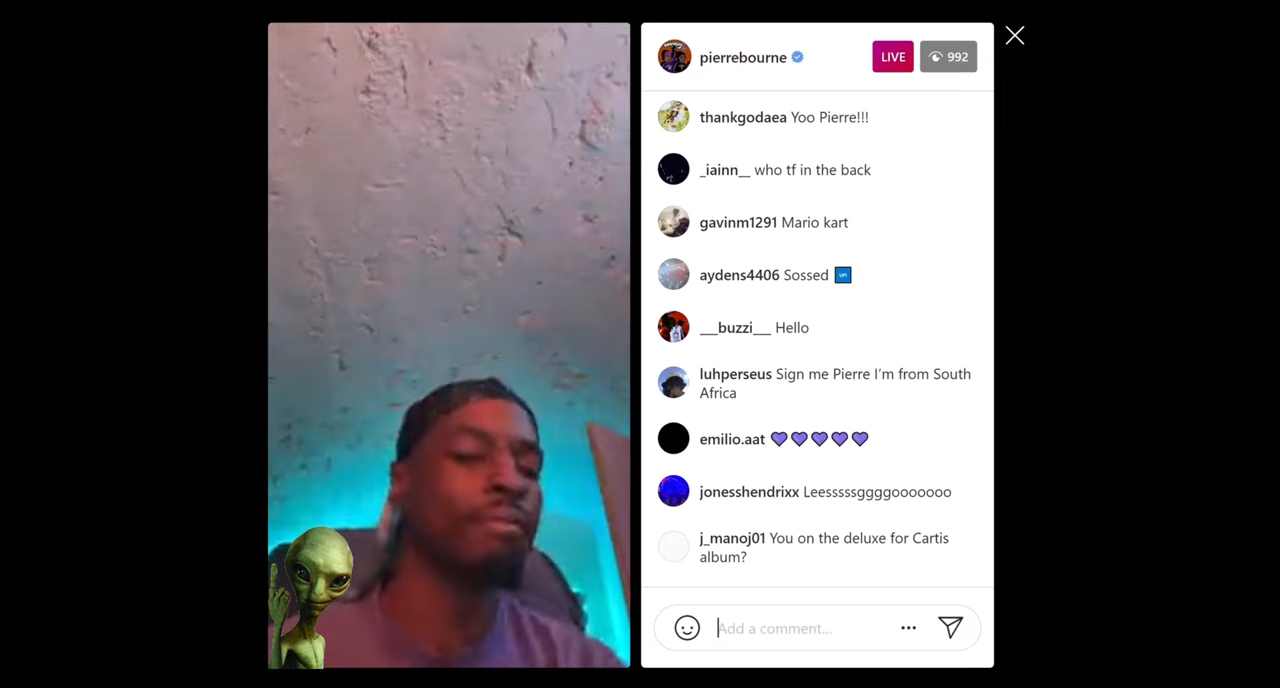 pierrebourne
LIVE
992
thankgodaea Yoo Pierre!!!
_iainn__ who tf in the back
gavinm1291 Mario kart
aydens4406 Sossed 🆙
___buzzi___ Hello
luhperseus Sign me Pierre I'm from South
Africa
emilio.aat 💜💜💜💜💜
jonesshendrixx Leesssssggggooooooo
j_manoj01 You on the deluxe for Cartis
album?
Add a comment...